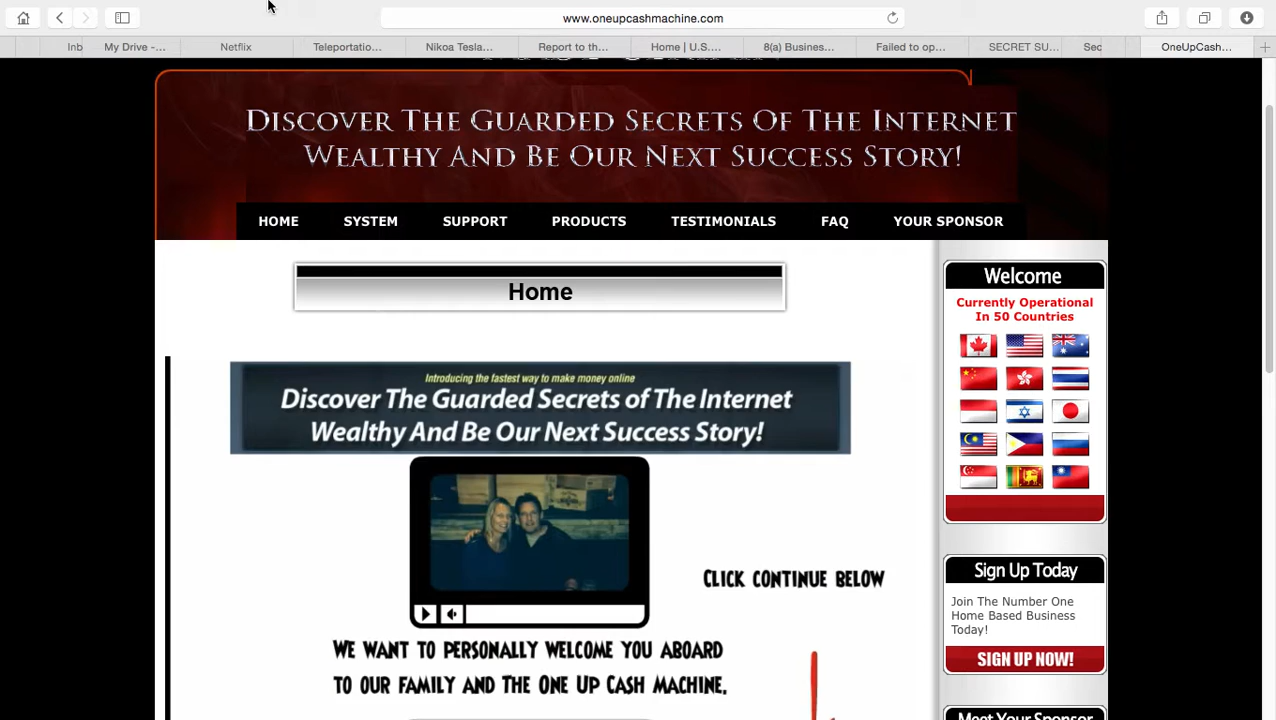 www.oneupcashmachine.com
Inb
My Drive -...
Netflix
Teleportatio...
Nikoa Tesla...
Report to th...
Home | U.S....
8(a) Busines...
Failed to op...
SECRET SU...
Sec
OneUpCash...
Discover The Guarded Secrets Of The Internet
Wealthy And Be Our Next Success Story!
HOME
SYSTEM
SUPPORT
PRODUCTS
TESTIMONIALS
FAQ
YOUR SPONSOR
Home
Introducing the fastest way to make money online
Discover The Guarded Secrets of The Internet
Wealthy And Be Our Next Success Story!
CLICK CONTINUE BELOW
WE WANT TO PERSONALLY WELCOME YOU ABOARD
TO OUR FAMILY AND THE ONE UP CASH MACHINE.
Welcome
Currently Operational
In 50 Countries
Sign Up Today
Join The Number One
Home Based Business
Today!
SIGN UP NOW!
Meet Your Sponsor